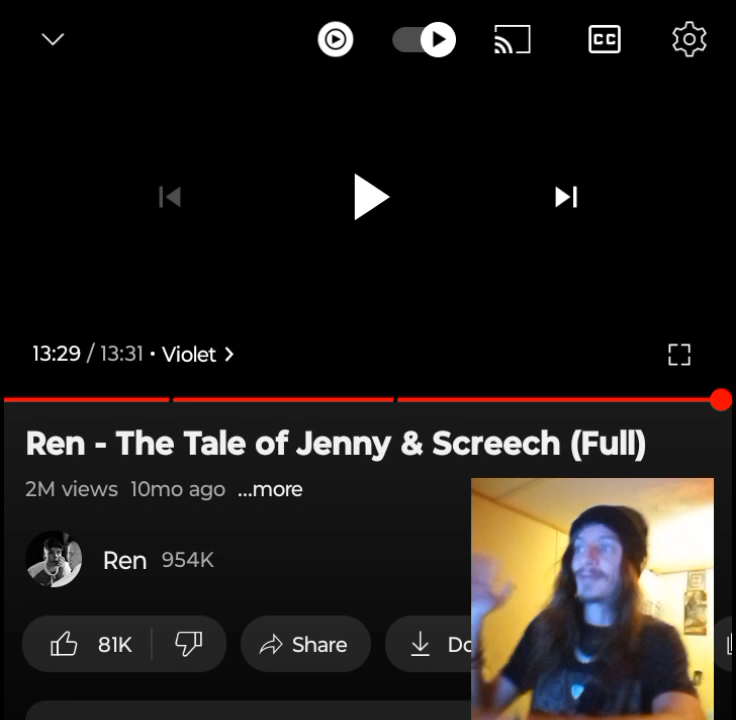 CC
13:29 / 13:31 • Violet >
Ren - The Tale of Jenny & Screech (Full)
2M views 10mo ago ...more
Ren 954K
81K Share Do